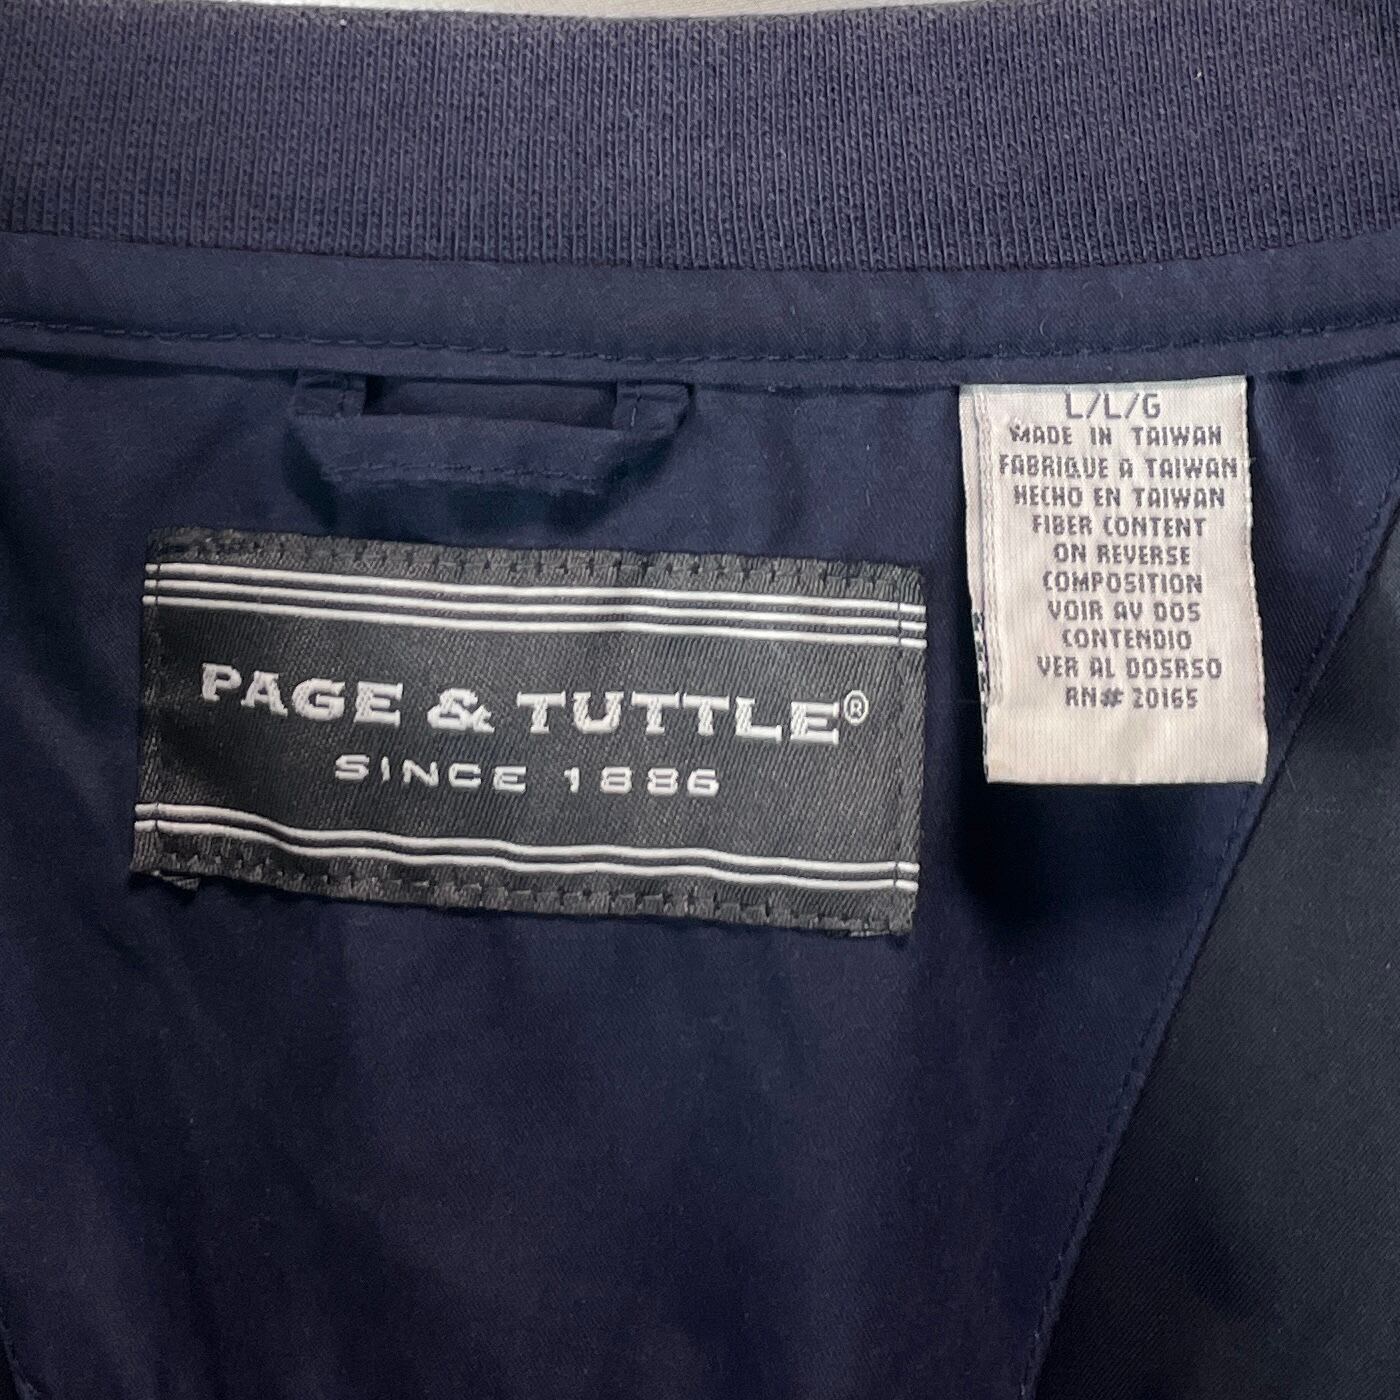 PAGE & TUTTLE®
SINCE 1886
L/L/G
MADE IN TAIWAN
FABRIQUE A TAIWAN
HECHO EN TAIWAN
FIBER CONTENT
ON REVERSE
COMPOSITION
VOIR AV DOS
CONTENDIO
VER AL DOSRSO
RN# 20165